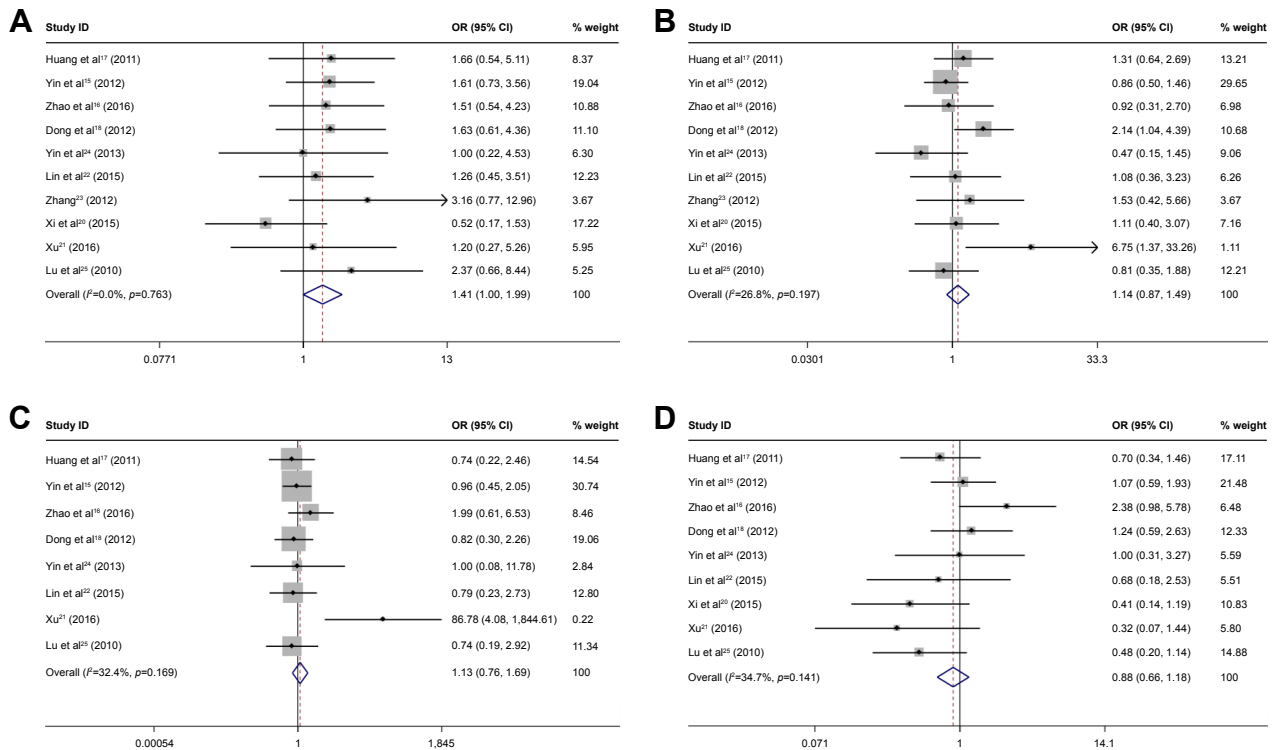 A
Study ID OR (95% CI) % weight
Huang et al¹⁷ (2011) 1.66 (0.54, 5.11) 8.37
Yin et al¹⁵ (2012) 1.61 (0.73, 3.56) 19.04
Zhao et al¹⁶ (2016) 1.51 (0.54, 4.23) 10.88
Dong et al¹⁸ (2012) 1.63 (0.61, 4.36) 11.10
Yin et al²⁴ (2013) 1.00 (0.22, 4.53) 6.30
Lin et al²² (2015) 1.26 (0.45, 3.51) 12.23
Zhang²³ (2012) 3.16 (0.77, 12.96) 3.67
Xi et al²⁰ (2015) 0.52 (0.17, 1.53) 17.22
Xu²¹ (2016) 1.20 (0.27, 5.26) 5.95
Lu et al²⁵ (2010) 2.37 (0.66, 8.44) 5.25
Overall (I²=0.0%, p=0.763) 1.41 (1.00, 1.99) 100
0.0771 1 13
B
Study ID OR (95% CI) % weight
Huang et al¹⁷ (2011) 1.31 (0.64, 2.69) 13.21
Yin et al¹⁵ (2012) 0.86 (0.50, 1.46) 29.65
Zhao et al¹⁶ (2016) 0.92 (0.31, 2.70) 6.98
Dong et al¹⁸ (2012) 2.14 (1.04, 4.39) 10.68
Yin et al²⁴ (2013) 0.47 (0.15, 1.45) 9.06
Lin et al²² (2015) 1.08 (0.36, 3.23) 6.26
Zhang²³ (2012) 1.53 (0.42, 5.66) 3.67
Xi et al²⁰ (2015) 1.11 (0.40, 3.07) 7.16
Xu²¹ (2016) 6.75 (1.37, 33.26) 1.11
Lu et al²⁵ (2010) 0.81 (0.35, 1.88) 12.21
Overall (I²=26.8%, p=0.197) 1.14 (0.87, 1.49) 100
0.0301 1 33.3
C
Study ID OR (95% CI) % weight
Huang et al¹⁷ (2011) 0.74 (0.22, 2.46) 14.54
Yin et al¹⁵ (2012) 0.96 (0.45, 2.05) 30.74
Zhao et al¹⁶ (2016) 1.99 (0.61, 6.53) 8.46
Dong et al¹⁸ (2012) 0.82 (0.30, 2.26) 19.06
Yin et al²⁴ (2013) 1.00 (0.08, 11.78) 2.84
Lin et al²² (2015) 0.79 (0.23, 2.73) 12.80
Xu²¹ (2016) 86.78 (4.08, 1,844.61) 0.22
Lu et al²⁵ (2010) 0.74 (0.19, 2.92) 11.34
Overall (I²=32.4%, p=0.169) 1.13 (0.76, 1.69) 100
0.00054 1 1,845
D
Study ID OR (95% CI) % weight
Huang et al¹⁷ (2011) 0.70 (0.34, 1.46) 17.11
Yin et al¹⁵ (2012) 1.07 (0.59, 1.93) 21.48
Zhao et al¹⁶ (2016) 2.38 (0.98, 5.78) 6.48
Dong et al¹⁸ (2012) 1.24 (0.59, 2.63) 12.33
Yin et al²⁴ (2013) 1.00 (0.31, 3.27) 5.59
Lin et al²² (2015) 0.68 (0.18, 2.53) 5.51
Xi et al²⁰ (2015) 0.41 (0.14, 1.19) 10.83
Xu²¹ (2016) 0.32 (0.07, 1.44) 5.80
Lu et al²⁵ (2010) 0.48 (0.20, 1.14) 14.88
Overall (I²=34.7%, p=0.141) 0.88 (0.66, 1.18) 100
0.071 1 14.1